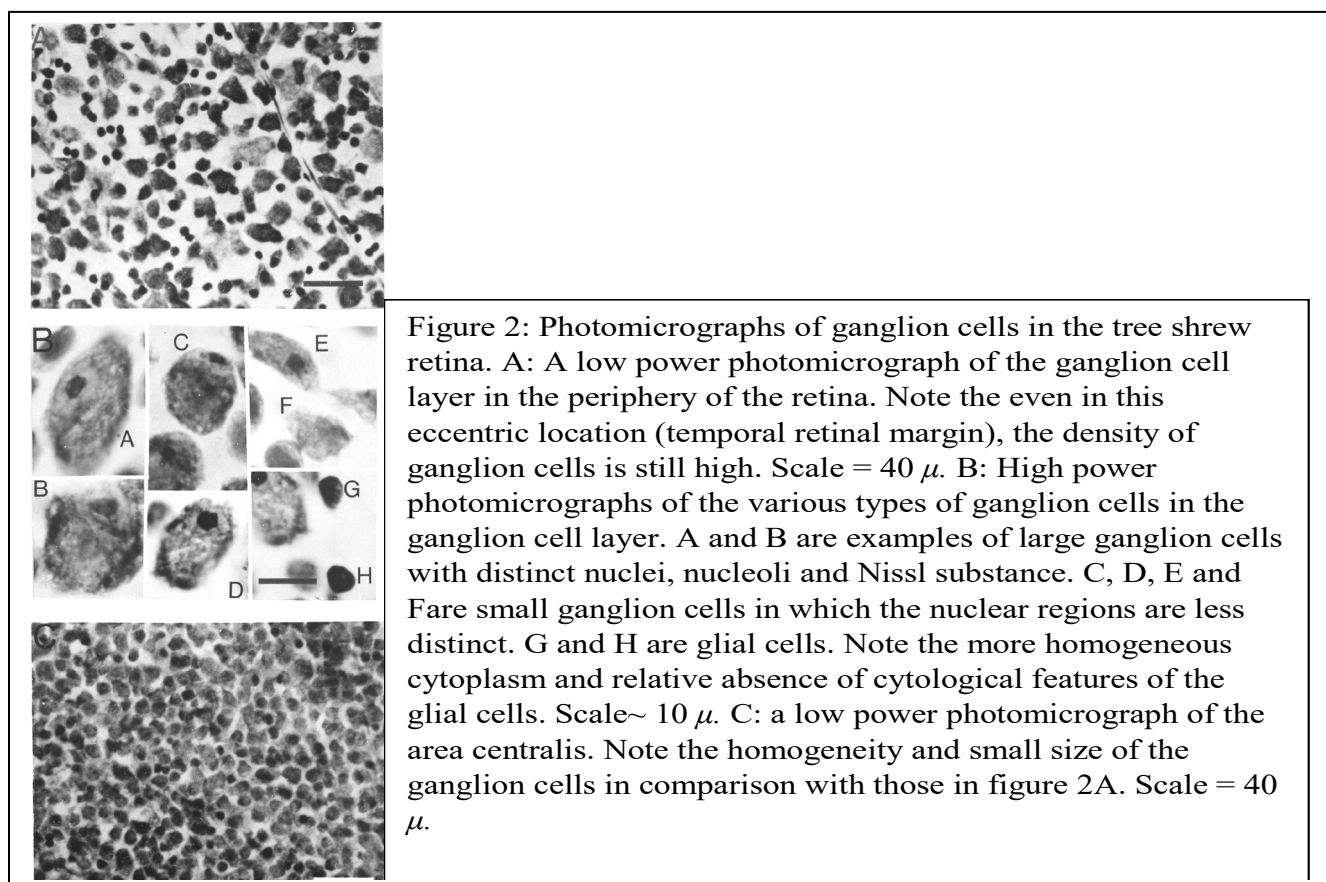 A
B
C
E
F
A
B
G
D
H
C
Figure 2: Photomicrographs of ganglion cells in the tree shrew
retina. A: A low power photomicrograph of the ganglion cell
layer in the periphery of the retina. Note the even in this
eccentric location (temporal retinal margin), the density of
ganglion cells is still high. Scale = 40 μ. B: High power
photomicrographs of the various types of ganglion cells in the
ganglion cell layer. A and B are examples of large ganglion cells
with distinct nuclei, nucleoli and Nissl substance. C, D, E and
Fare small ganglion cells in which the nuclear regions are less
distinct. G and H are glial cells. Note the more homogeneous
cytoplasm and relative absence of cytological features of the
glial cells. Scale~ 10 μ. C: a low power photomicrograph of the
area centralis. Note the homogeneity and small size of the
ganglion cells in comparison with those in figure 2A. Scale = 40
μ.